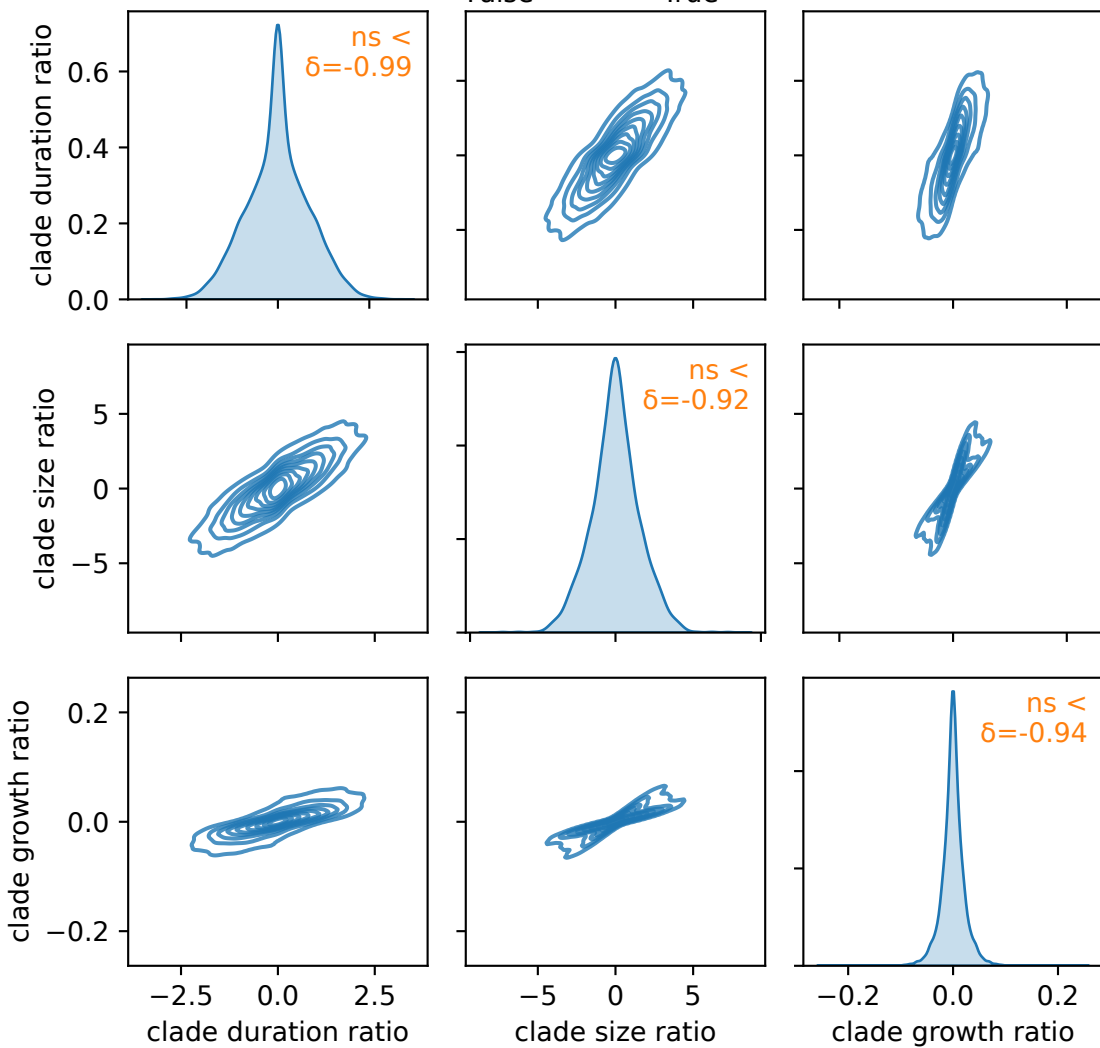 True
clade duration ratio
0.6
0.4
0.2
0.0
ns <
δ=-0.99
clade size ratio
5
0
−5
ns <
δ=-0.92
clade growth ratio
0.2
0.0
−0.2
ns <
δ=-0.94
−2.5 0.0 2.5
−5 0 5
−0.2 0.0 0.2
clade duration ratio
clade size ratio
clade growth ratio